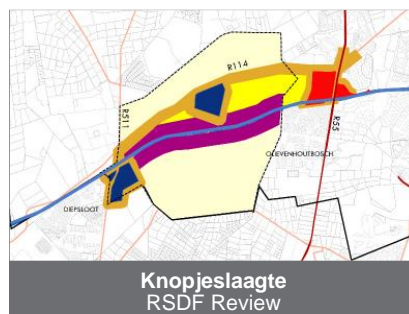 R114
R511
R55
OLIEVENHOUTBOSCH
DIEPSLOOT
Knopjeslaagte
RSDF Review